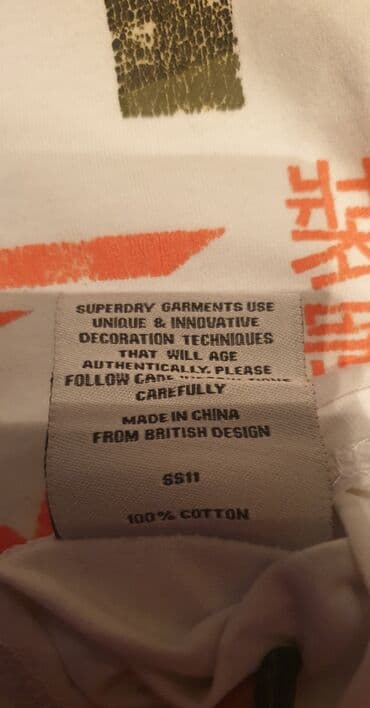 SUPERDRY GARMENTS USE
UNIQUE & INNOVATIVE
DECORATION TECHNIQUES
THAT WILL AGE
AUTHENTICALLY. PLEASE
FOLLOW CARE
CAREFULLY
MADE IN CHINA
FROM BRITISH DESIGN
SS11
100% COTTON